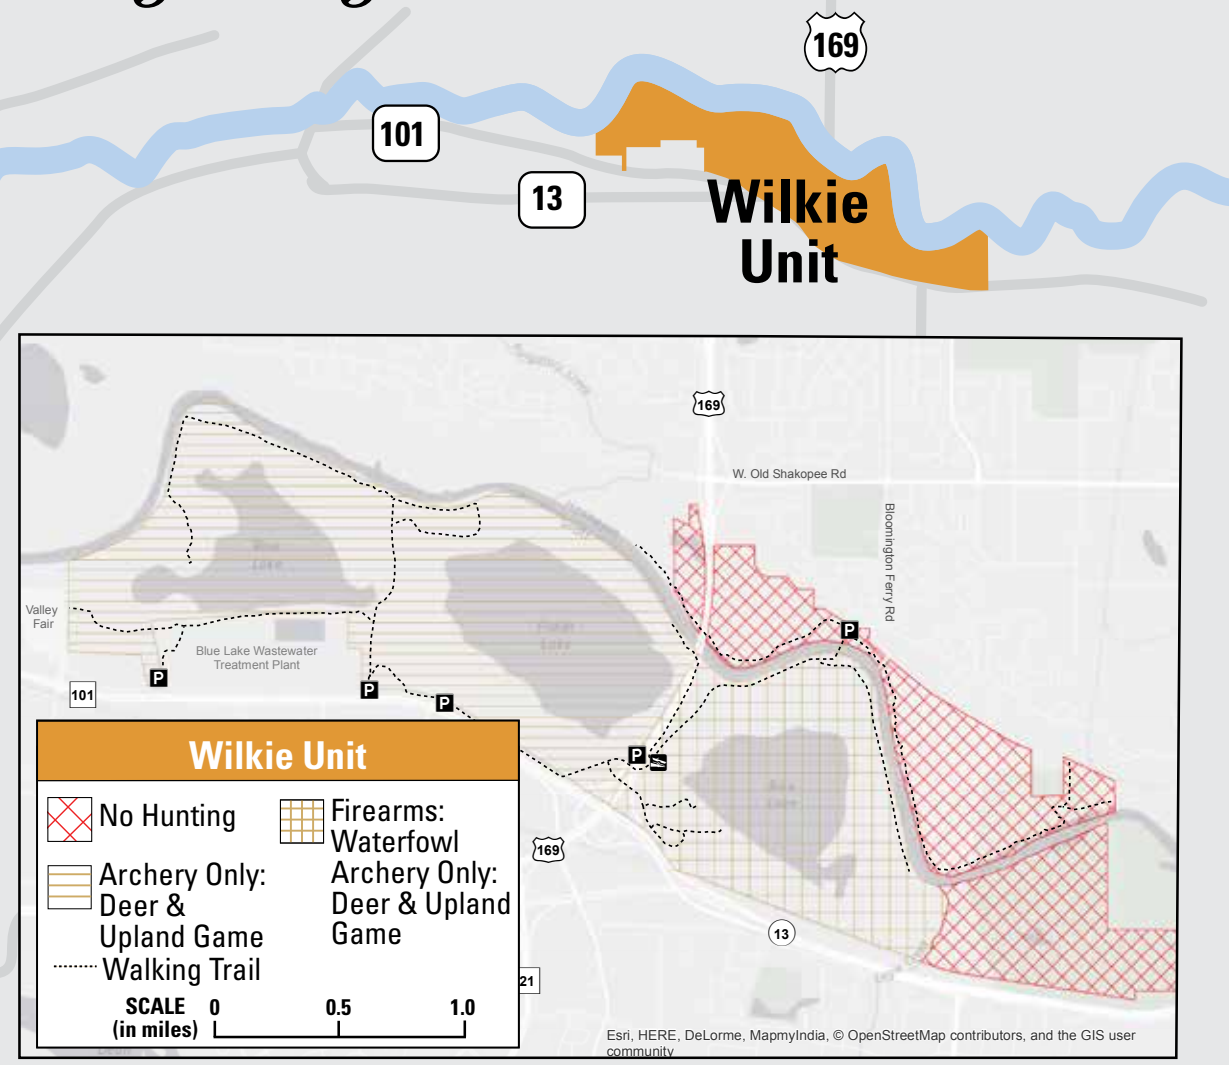 169
101
13
Wilkie
Unit
169
W. Old Shakopee Rd
Bloomington Ferry Rd
Valley
Fair
Blue Lake Wastewater
Treatment Plant
Lake
Lake
P
P
P
P
P
101
Wilkie Unit
No Hunting
Archery Only:
Deer &
Upland Game
Walking Trail
Firearms:
Waterfowl
Archery Only:
Deer & Upland
Game
SCALE
(in miles)
0 0.5 1.0
169
13
21
Esri, HERE, DeLorme, MapmyIndia, © OpenStreetMap contributors, and the GIS user
community